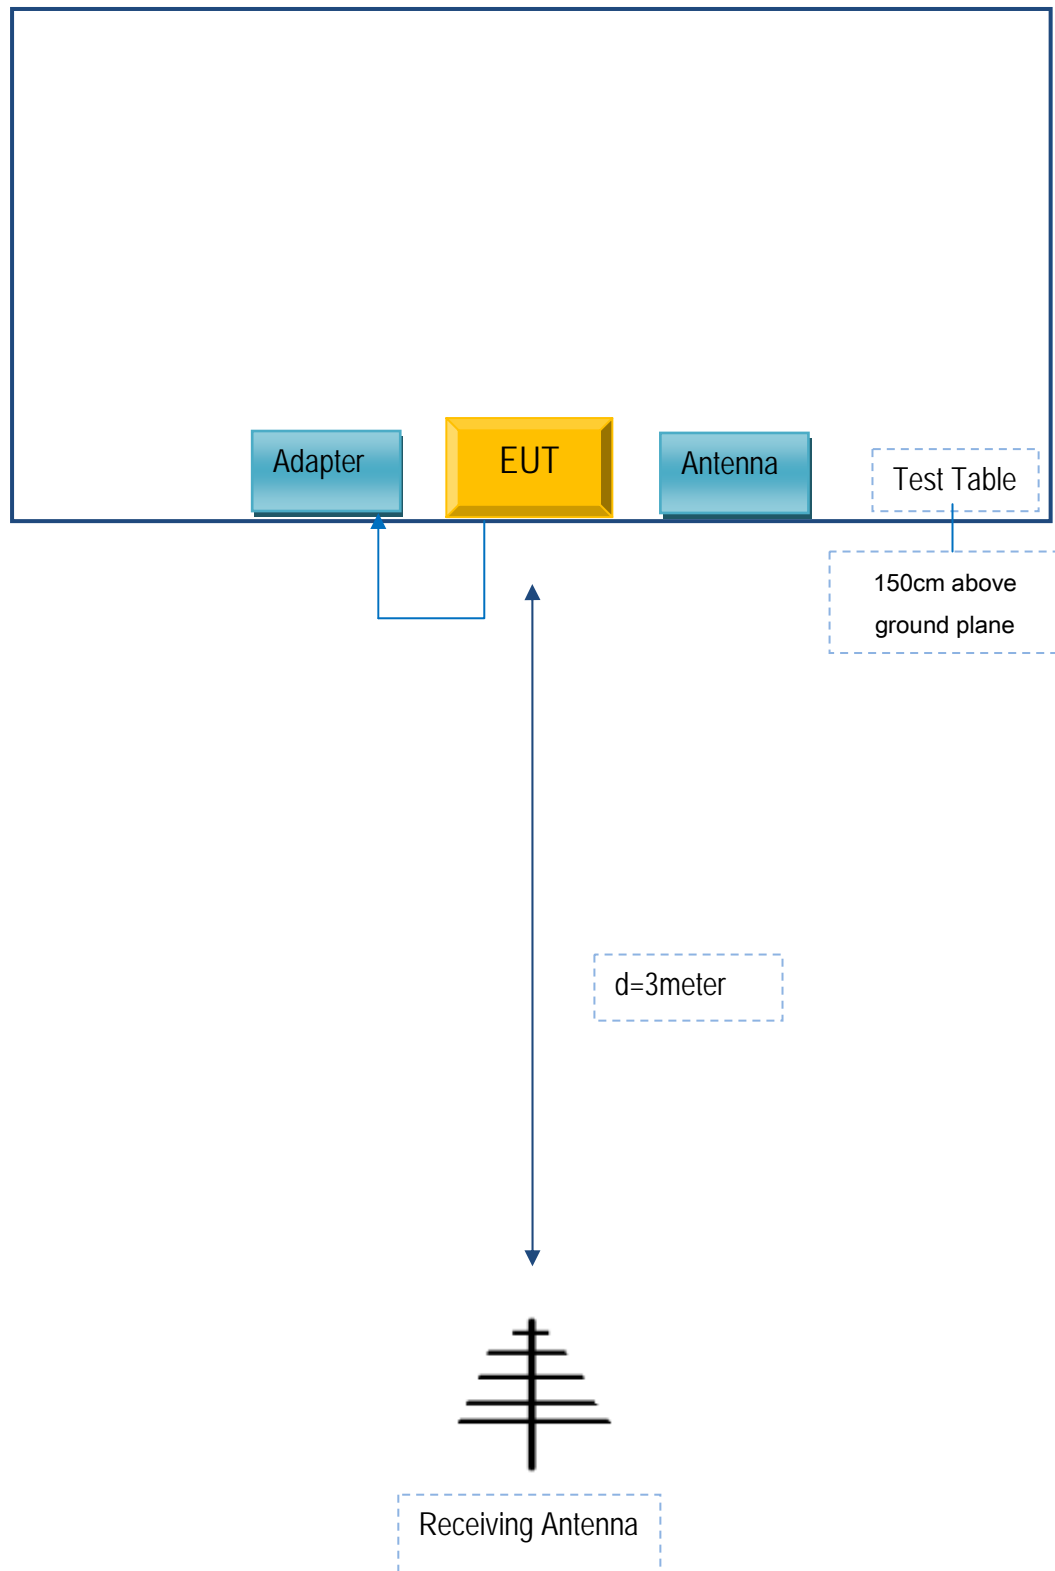 Adapter
EUT
Antenna
Test Table
150cm above
ground plane
d=3meter
Receiving Antenna